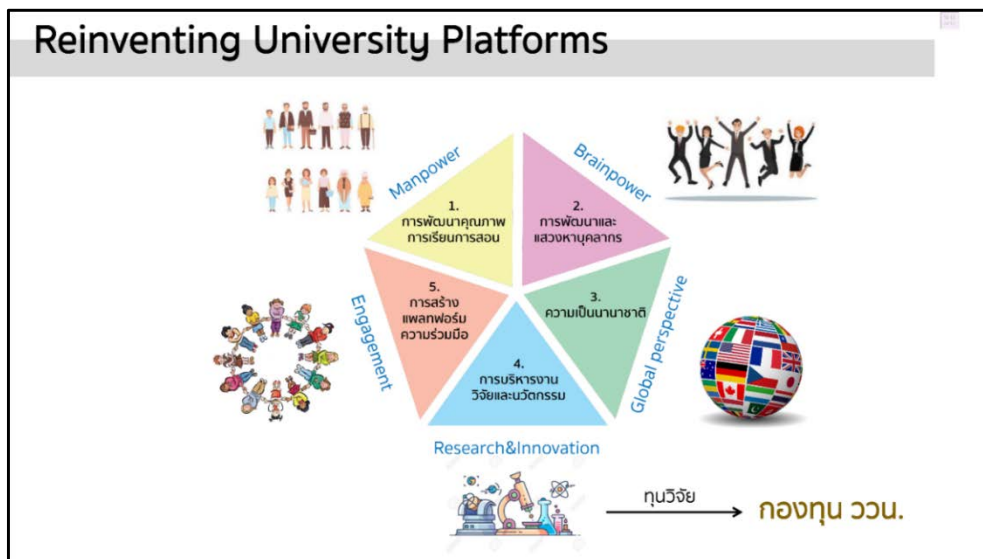 Reinventing University Platforms
Manpower
Brainpower
1.
การพัฒนาคุณภาพ
การเรียนการสอน
2.
การพัฒนาและ
แสวงหาบุคลากร
5.
การสร้าง
แพลทฟอร์ม
ความร่วมมือ
3.
ความเป็นนานาชาติ
Engagement
Global perspective
4.
การบริหารงาน
วิจัยและนวัตกรรม
Research&Innovation
ทุนวิจัย
กองทุน ววน.